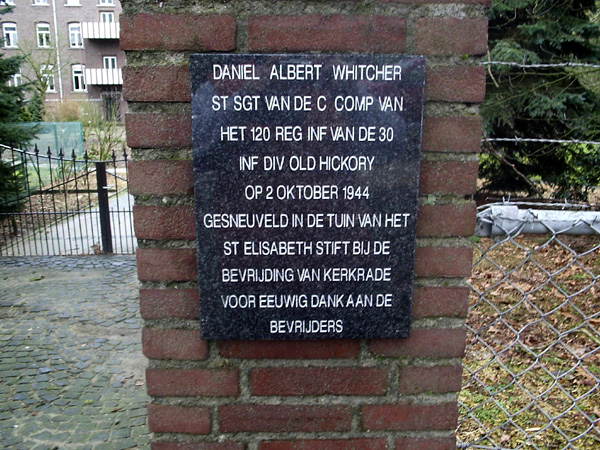 DANIEL ALBERT WHITCHER
ST SGT VAN DE C COMP VAN
HET 120 REG INF VAN DE 30
INF DIV OLD HICKORY
OP 2 OKTOBER 1944
GESNEUVELD IN DE TUIN VAN HET
ST ELISABETH STIFT BIJ DE
BEVRIJDING VAN KERKRADE
VOOR EEUWIG DANK AAN DE
BEVRIJDERS